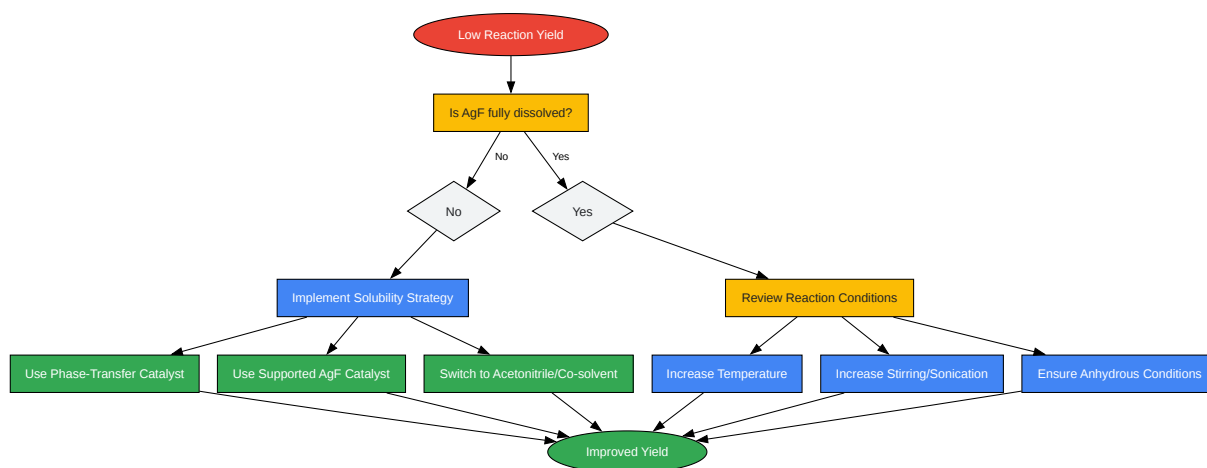 Low Reaction Yield
Is AgF fully dissolved?
No
Yes
No
Yes
Implement Solubility Strategy
Review Reaction Conditions
Use Phase-Transfer Catalyst
Use Supported AgF Catalyst
Switch to Acetonitrile/Co-solvent
Increase Temperature
Increase Stirring/Sonication
Ensure Anhydrous Conditions
Improved Yield